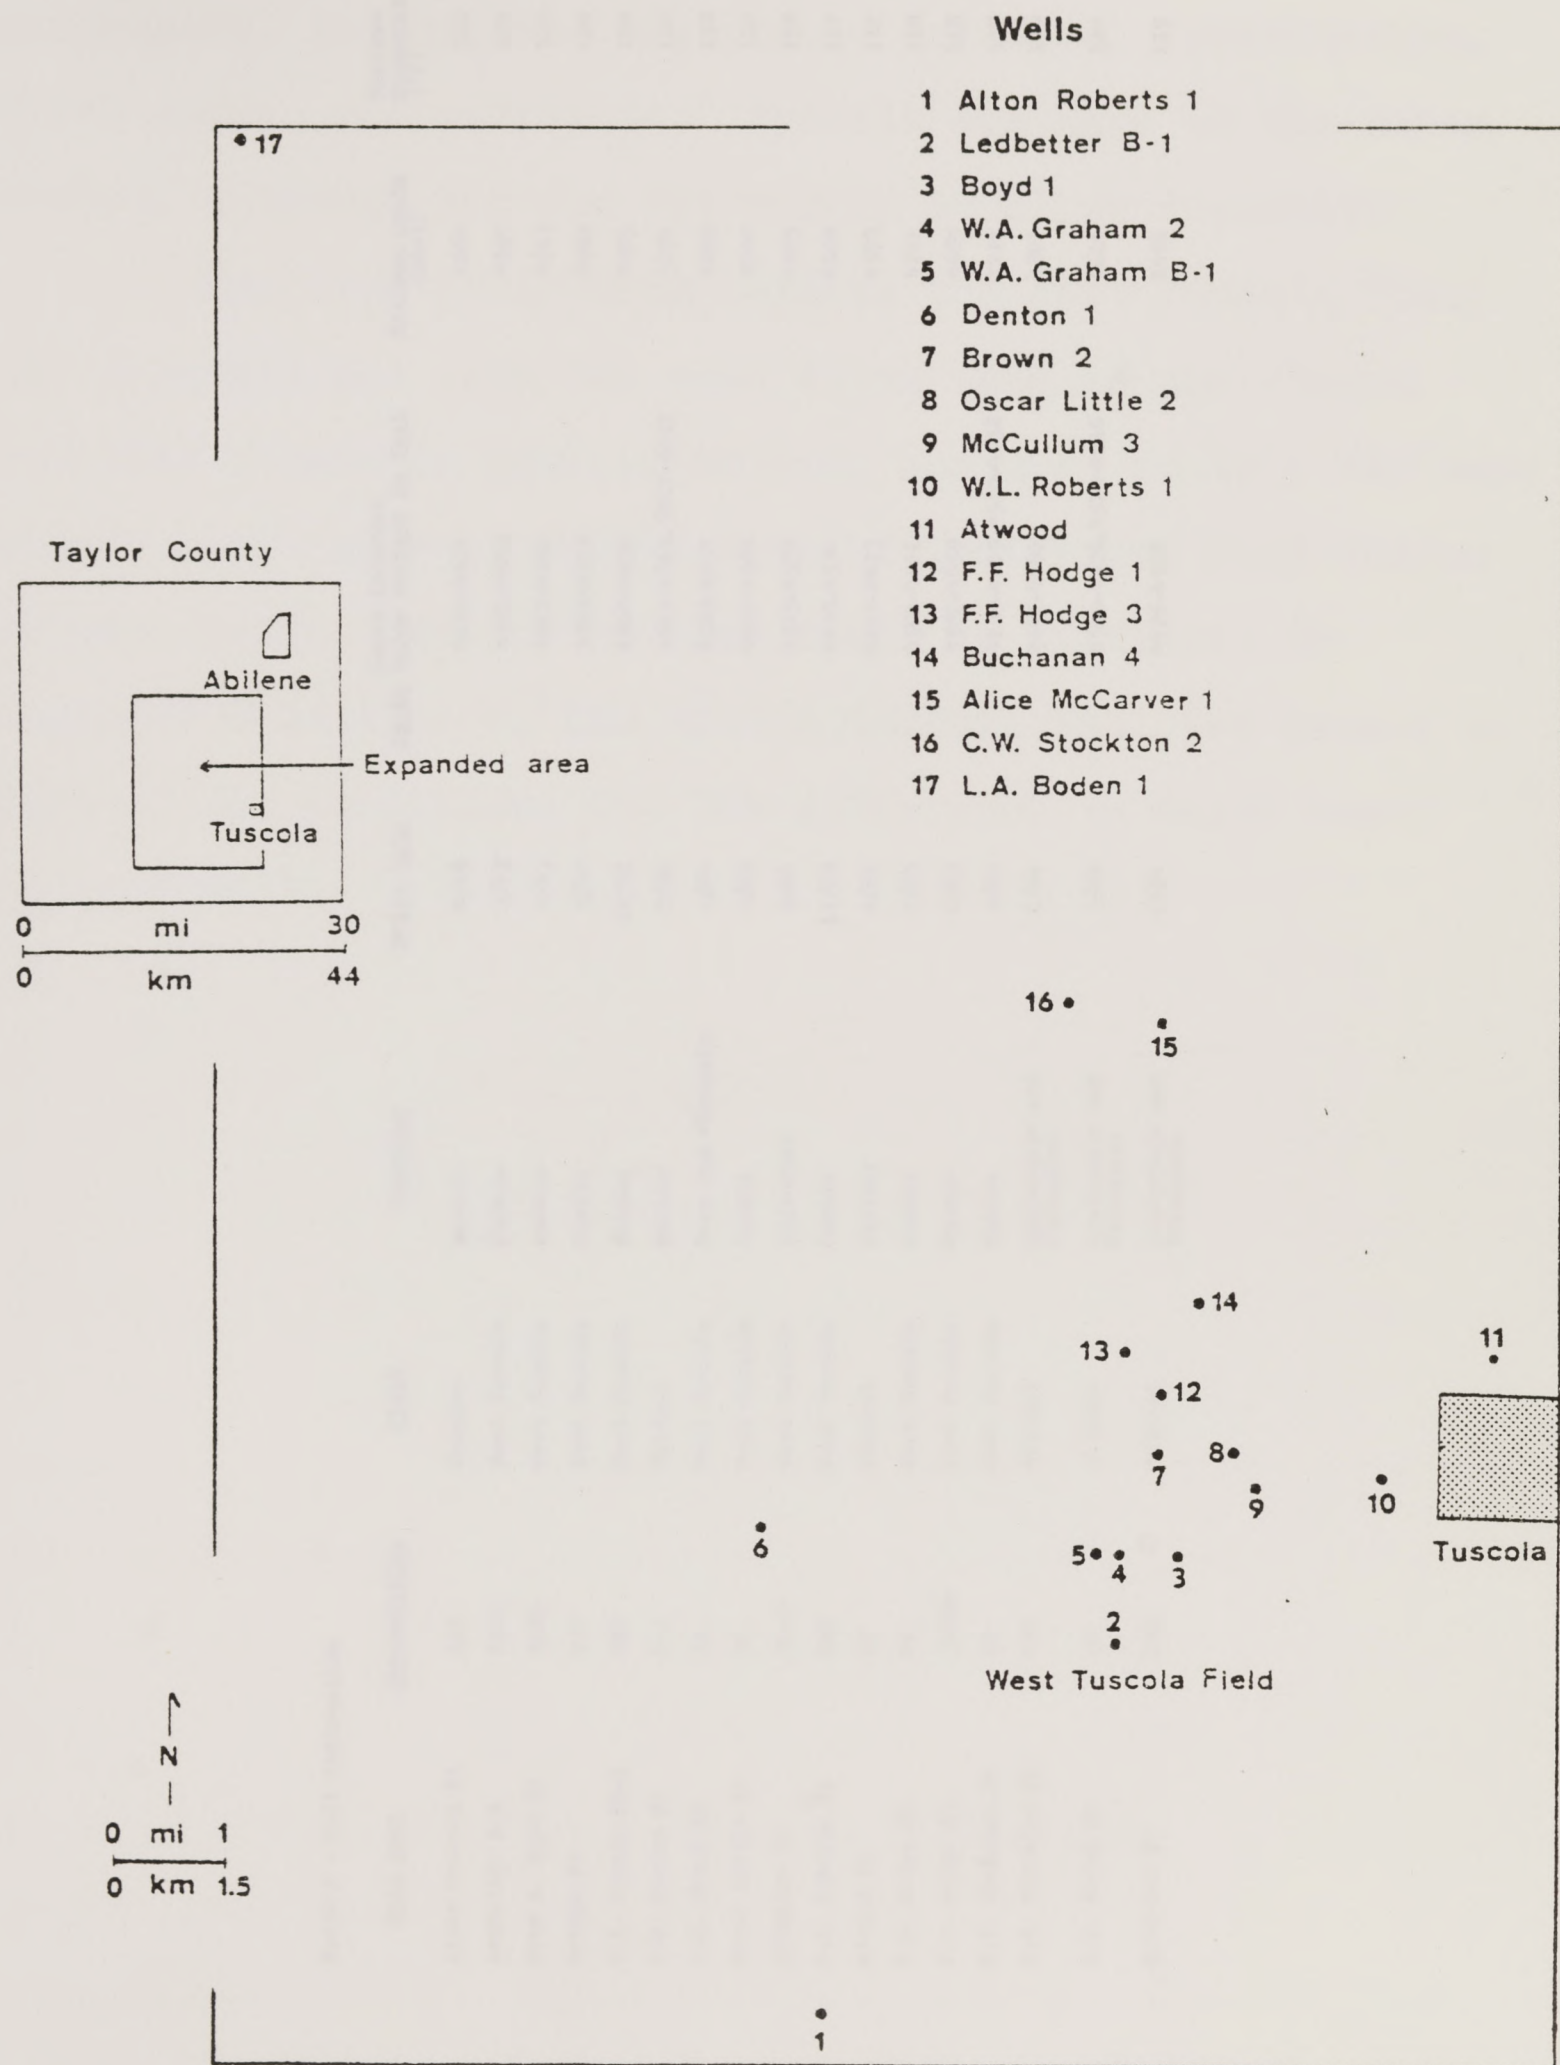 Wells
1 Alton Roberts 1
2 Ledbetter B-1
3 Boyd 1
4 W.A. Graham 2
5 W.A. Graham B-1
6 Denton 1
7 Brown 2
8 Oscar Little 2
9 McCullum 3
10 W.L. Roberts 1
11 Atwood
12 F.F. Hodge 1
13 F.F. Hodge 3
14 Buchanan 4
15 Alice McCarver 1
16 C.W. Stockton 2
17 L.A. Boden 1
17
Taylor County
Abilene
Expanded area
Tuscola
0 mi 30
0 km 44
16
15
14
13
11
12
8
7
9
10
6
5
4
3
Tuscola
2
West Tuscola Field
N
0 mi 1
0 km 1.5
1